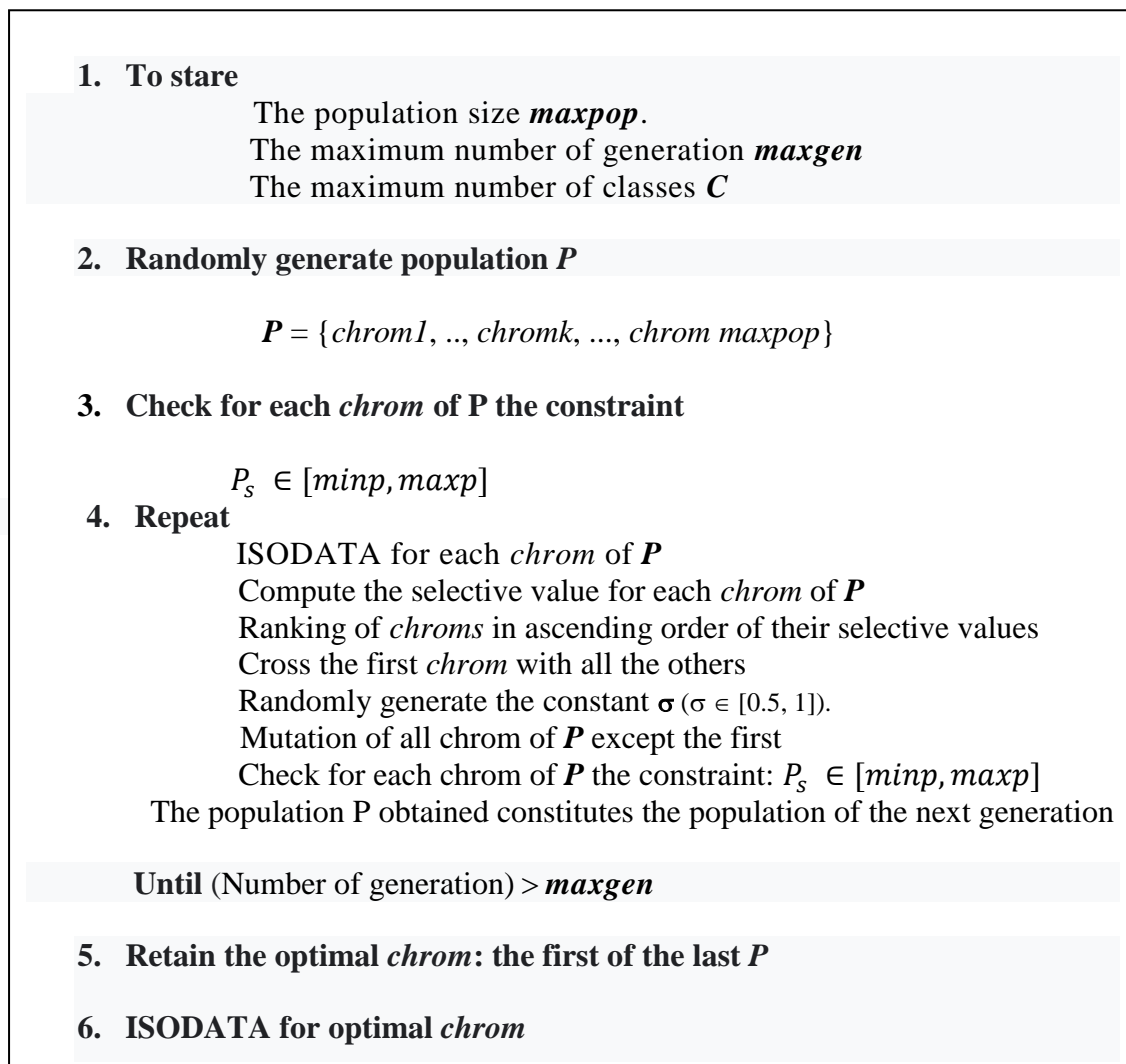 1. To stare
The population size maxpop.
The maximum number of generation maxgen
The maximum number of classes C
2. Randomly generate population P
P = {chrom1, .., chromk, ..., chrom maxpop}
3. Check for each chrom of P the constraint
Pₛ ∈ [minp, maxp]
4. Repeat
ISODATA for each chrom of P
Compute the selective value for each chrom of P
Ranking of chroms in ascending order of their selective values
Cross the first chrom with all the others
Randomly generate the constant σ (σ ∈ [0.5, 1]).
Mutation of all chrom of P except the first
Check for each chrom of P the constraint: Pₛ ∈ [minp, maxp]
The population P obtained constitutes the population of the next generation
Until (Number of generation) > maxgen
5. Retain the optimal chrom: the first of the last P
6. ISODATA for optimal chrom